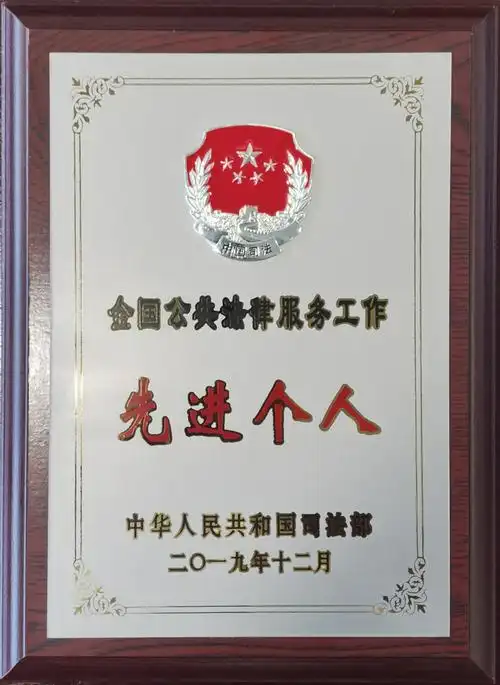 中国司法
全国公共法律服务工作
先进个人
中华人民共和国司法部
二〇一九年十二月